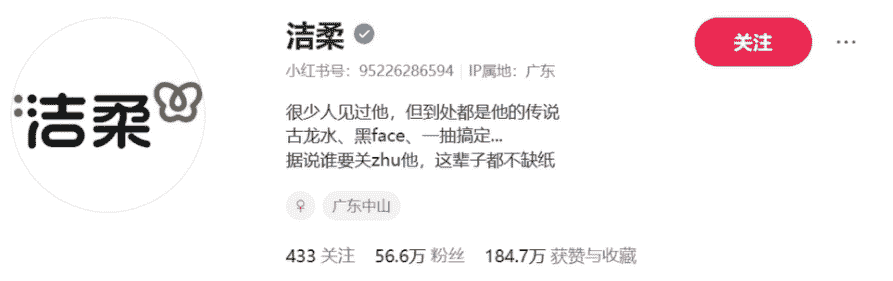 洁柔
洁柔
关注
小红书号：95226286594 IP属地：广东
很少人见过他，但到处都是他的传说
古龙水、黑face、一抽搞定...
据说谁要关zhu他，这辈子都不缺纸
广东中山
433 关注 56.6万 粉丝 184.7万 获赞与收藏